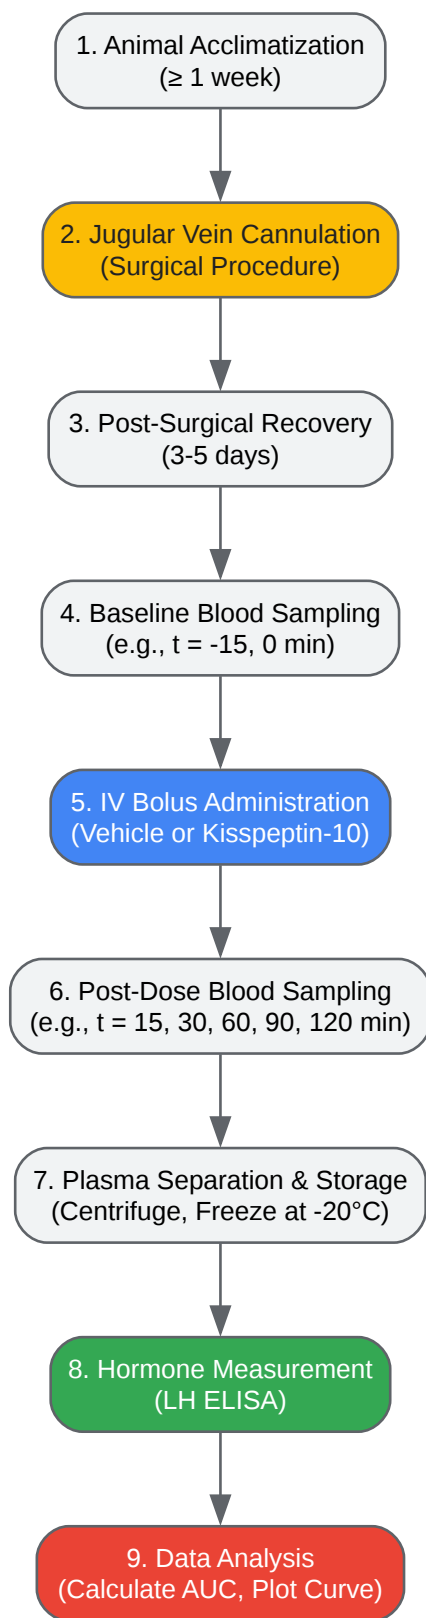 1. Animal Acclimatization
(≥ 1 week)
2. Jugular Vein Cannulation
(Surgical Procedure)
3. Post-Surgical Recovery
(3-5 days)
4. Baseline Blood Sampling
(e.g., t = -15, 0 min)
5. IV Bolus Administration
(Vehicle or Kisspeptin-10)
6. Post-Dose Blood Sampling
(e.g., t = 15, 30, 60, 90, 120 min)
7. Plasma Separation & Storage
(Centrifuge, Freeze at -20°C)
8. Hormone Measurement
(LH ELISA)
9. Data Analysis
(Calculate AUC, Plot Curve)